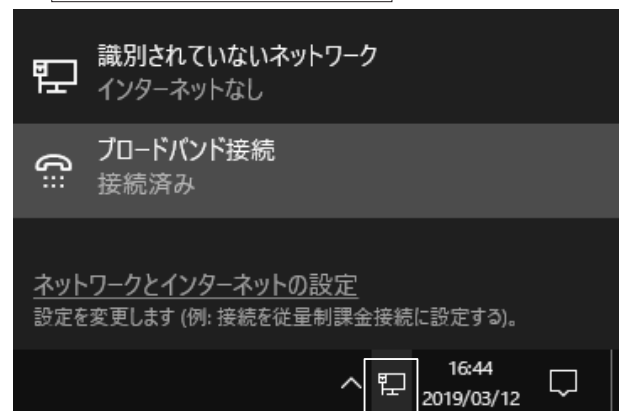 識別されていないネットワーク
インターネットなし
ブロードバンド接続
接続済み
ネットワークとインターネットの設定
設定を変更します (例: 接続を従量制課金接続に設定する)。
16:44
2019/03/12